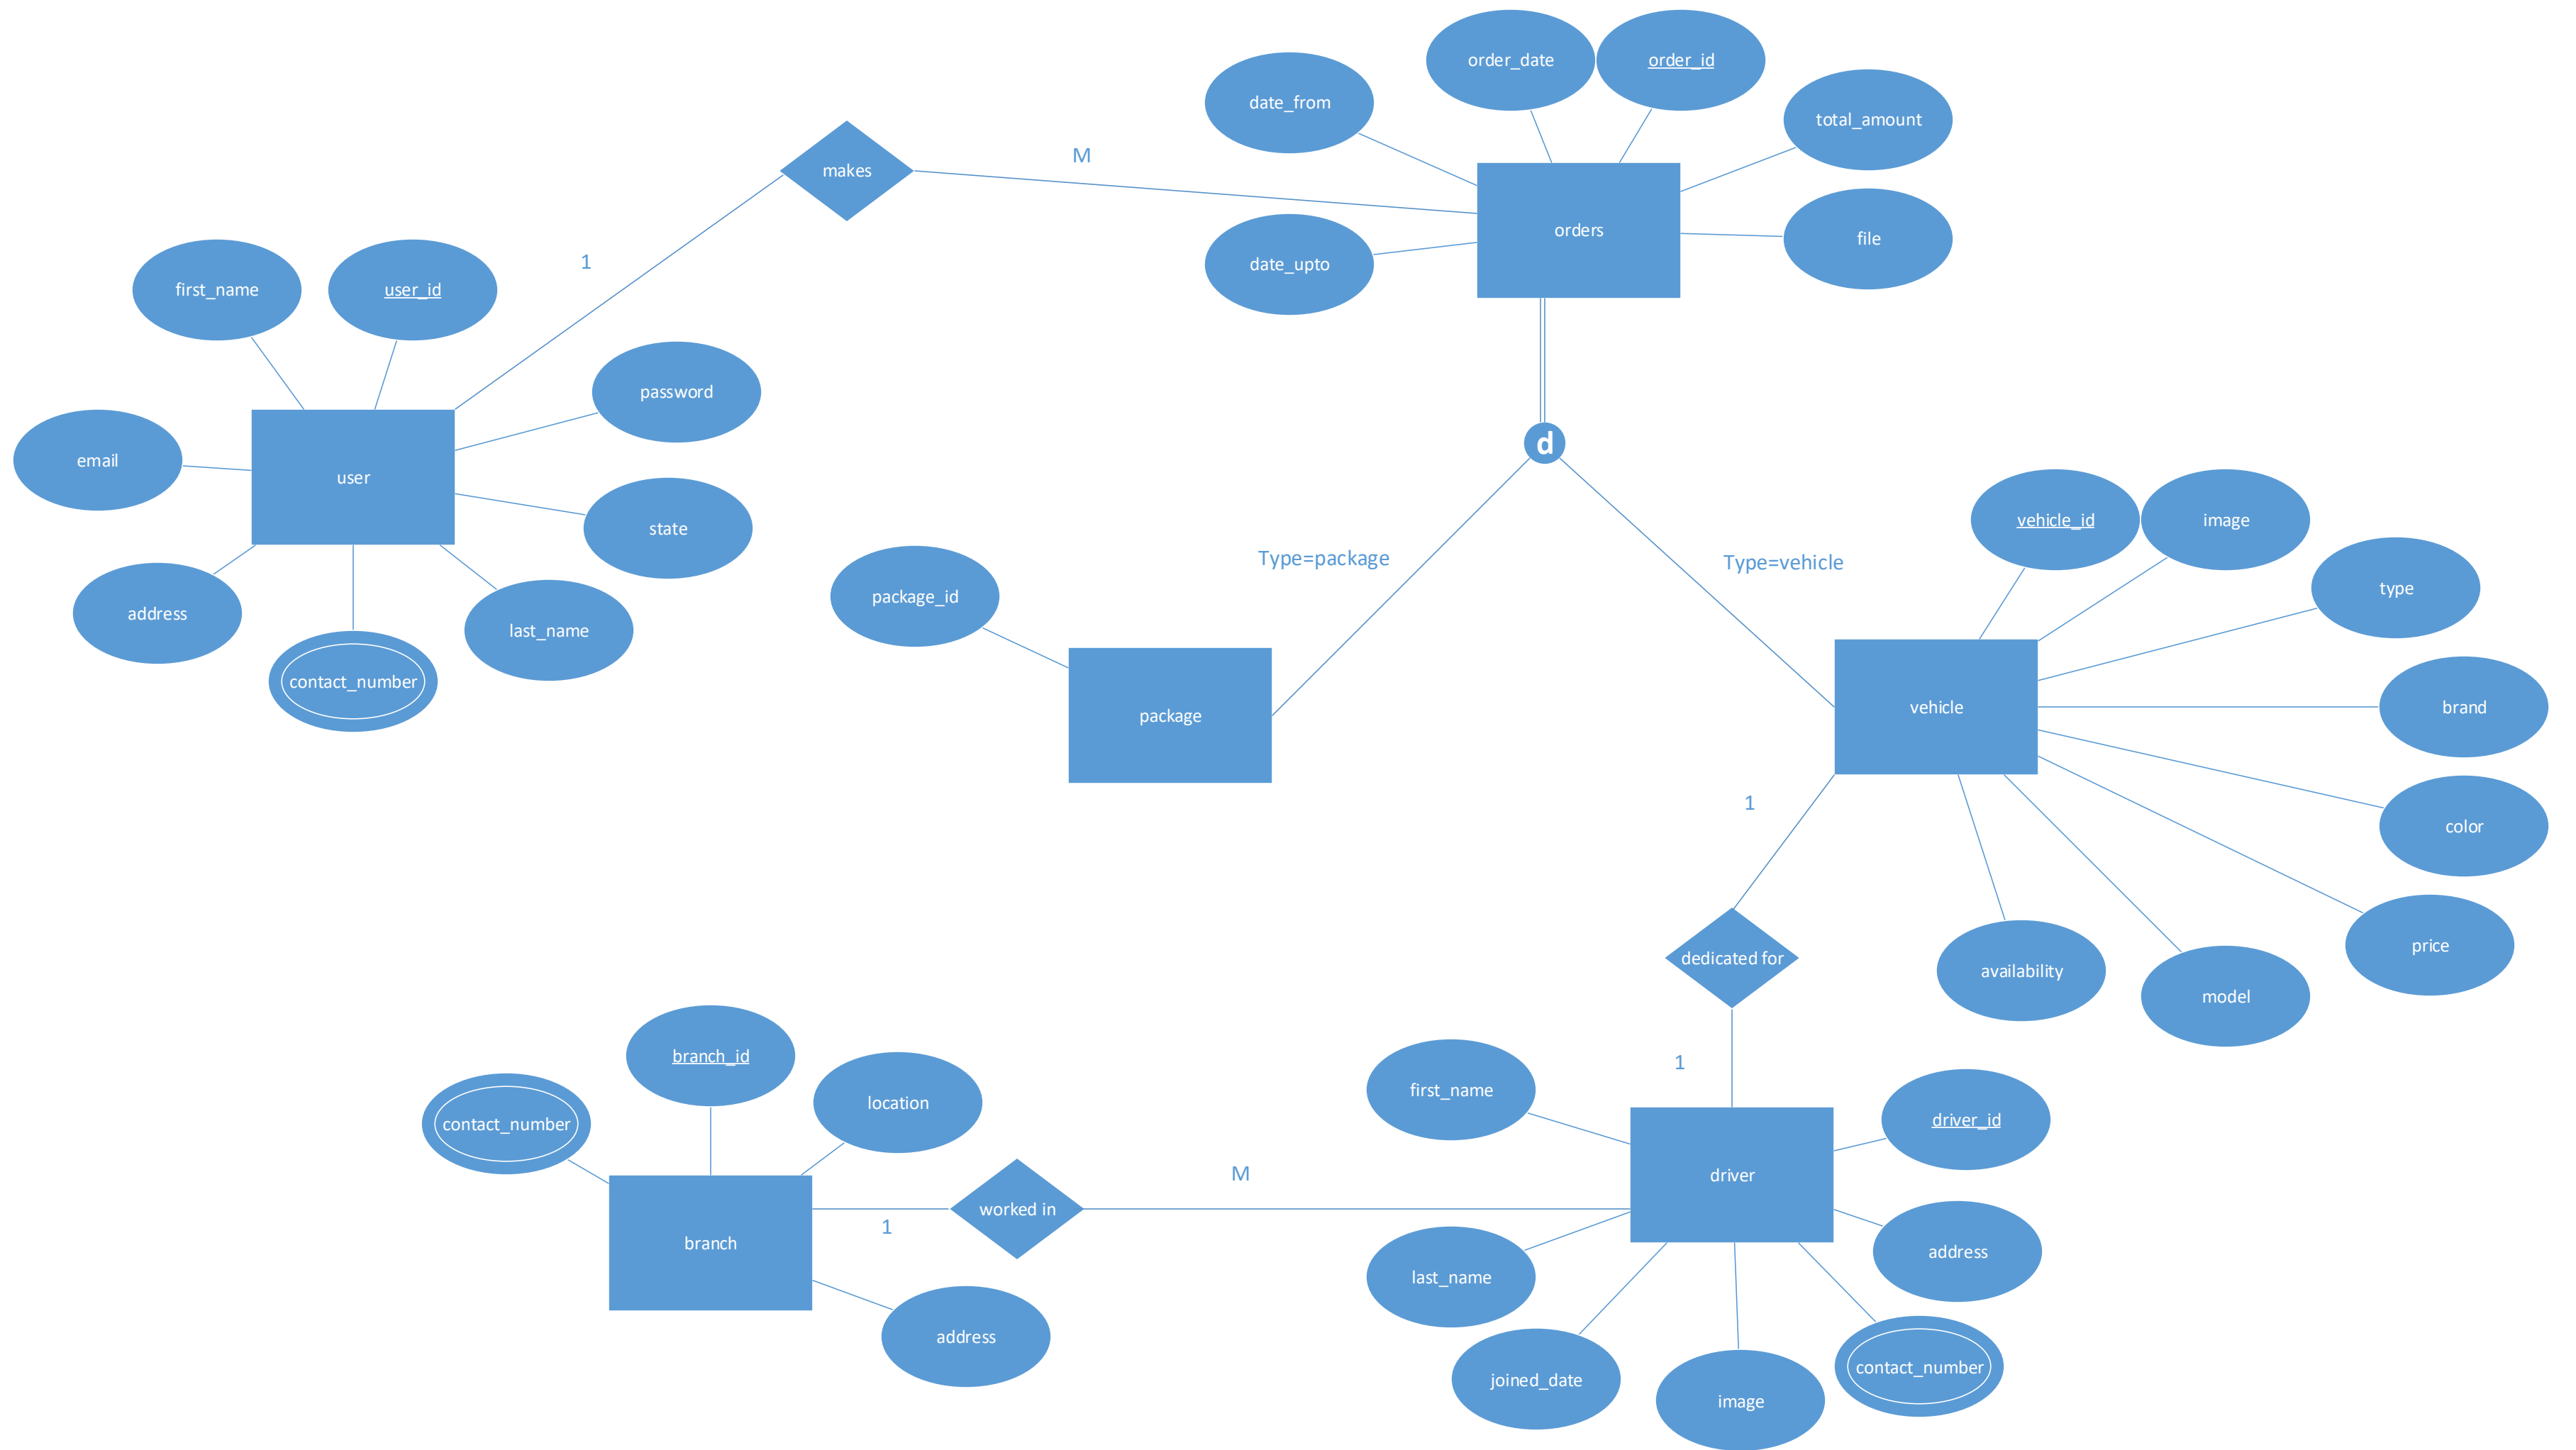 order_date
order_id
date_from
total_amount
M
makes
orders
file
date_upto
1
first_name
user_id
password
email
user
state
address
last_name
contact_number
d
Type=package
Type=vehicle
package_id
package
vehicle_id
image
type
vehicle
brand
color
price
model
availability
1
dedicated for
1
branch_id
location
contact_number
branch
1
worked in
M
address
first_name
driver_id
driver
address
last_name
joined_date
image
contact_number